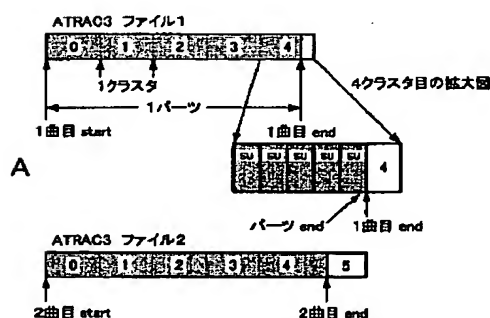 ATRAC3 ファイル1
0 1 2 3 4
1クラスタ
4クラスタ目の拡大図
1パーツ
1曲目 start
1曲目 end
A
SU SU SU SU SU 4
パーツ end
1曲目 end
ATRAC3 ファイル2
0 1 2 3 4 5
2曲目 start
2曲目 end